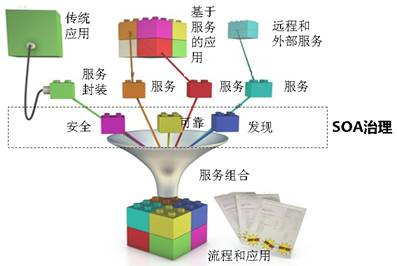 传统
应用
基于
服务
的应
用
远程和
外部服务
服务
封装
服务
服务
服务
安全
可靠
发现
SOA治理
服务组合
流程和应用